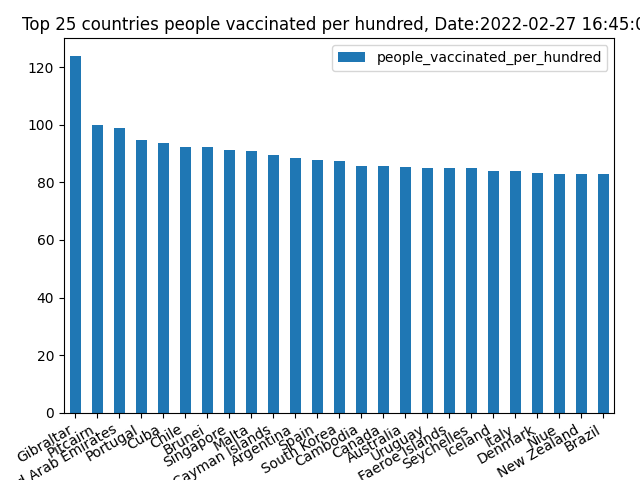 Top 25 countries people vaccinated per hundred, Date:2022-02-27 16:45:0
people_vaccinated_per_hundred
120
100
80
60
40
20
0
Gibraltar
Pitcairn
d Arab Emirates
Portugal
Cuba
Chile
Brunei
Singapore
Malta
Cayman Islands
Argentina
Spain
South Korea
Cambodia
Canada
Australia
Uruguay
Faeroe Islands
Seychelles
Iceland
Italy
Denmark
Niue
New Zealand
Brazil